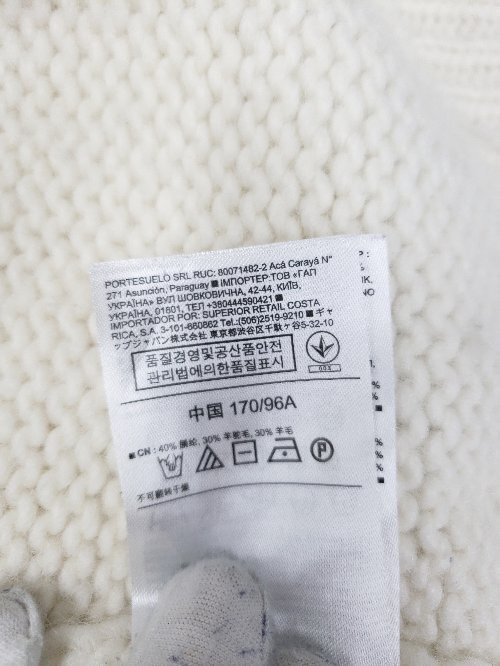 PORTESUELO SRL RUC: 80071482-2 Acá Carayá N°
271 Asunción, Paraguay ■ ІМПОРТЕР:ТОВ «ГАП
УКРАЇНА» ВУЛ ШОВКОВИЧНА, 42-44, КИЇВ,
УКРАЇНА, 01601, ТЕЛ/ТЕЛ +380444590421 ■
IMPORTADOR POR: SUPERIOR RETAIL COSTA
RICA, S.A. 3-101-660862 Tel.(506)2519-9210 ■ ギャ
ップジャパン株式会社 東京都渋谷区千駄ヶ谷5-32-10
품질경영및공산품안전
관리법에의한품질표시
中国 170/96A
■ CN: 40% 腈纶, 30% 羊驼毛, 30% 羊毛
P
不可翻转干燥
P:
K.
NO
%
%
%